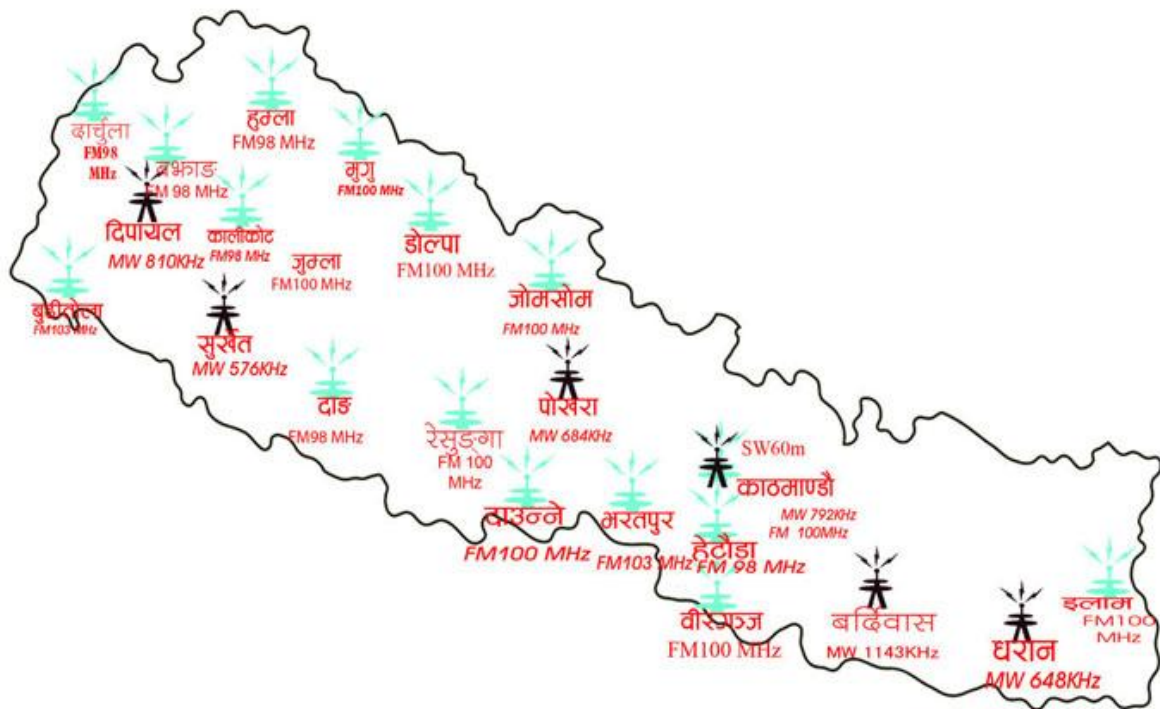 हुम्ला
FM98 MHz
दार्चुला
FM98
MHz
बझाङ
FM 98 MHz
मुगु
FM100 MHz
दिपायल
MW 810KHz
कालीकोट
FM98 MHz
डोल्पा
FM100 MHz
जुम्ला
FM100 MHz
जोमसोम
FM100 MHz
बुढीतोला
FM103 MHz
सुर्खेत
MW 576KHz
दाङ
FM98 MHz
पोखरा
MW 684KHz
रेसुङ्गा
FM 100
MHz
SW60m
काठमाण्डौ
MW 792KHz
FM 100MHz
दाउन्ने
FM100 MHz
भरतपुर
FM103 MHz
हेटौडा
FM 98 MHz
वीरगञ्ज
FM100 MHz
बर्दिवास
MW 1143KHz
इलाम
FM100
MHz
धरान
MW 648KHz